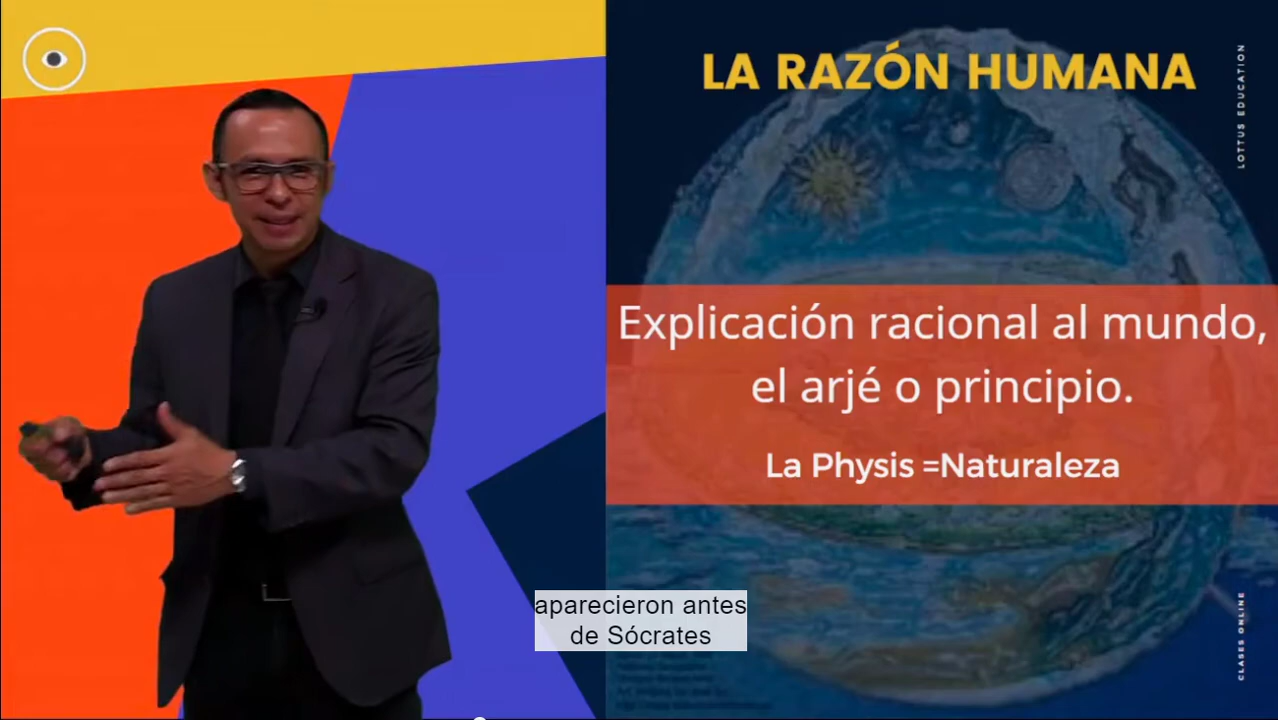 LA RAZÓN HUMANA
LOTTUS EDUCATION
Explicación racional al mundo,
el arjé o principio.
La Physis =Naturaleza
aparecieron antes
de Sócrates
CLASES ONLINE